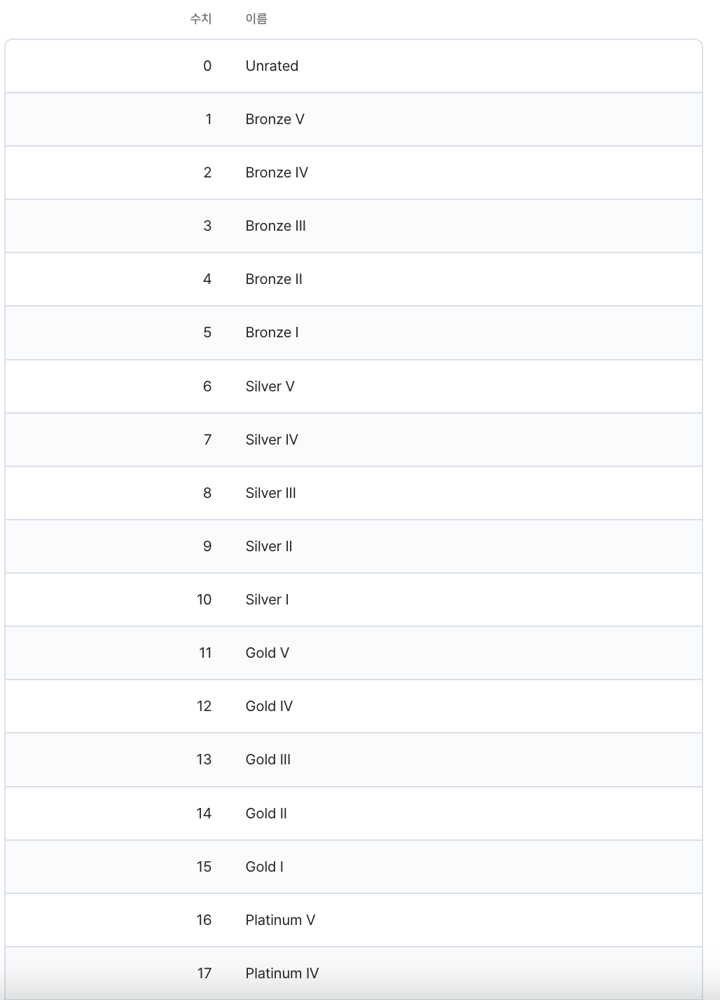 수치 이름
0 Unrated
1 Bronze V
2 Bronze IV
3 Bronze III
4 Bronze II
5 Bronze I
6 Silver V
7 Silver IV
8 Silver III
9 Silver II
10 Silver I
11 Gold V
12 Gold IV
13 Gold III
14 Gold II
15 Gold I
16 Platinum V
17 Platinum IV